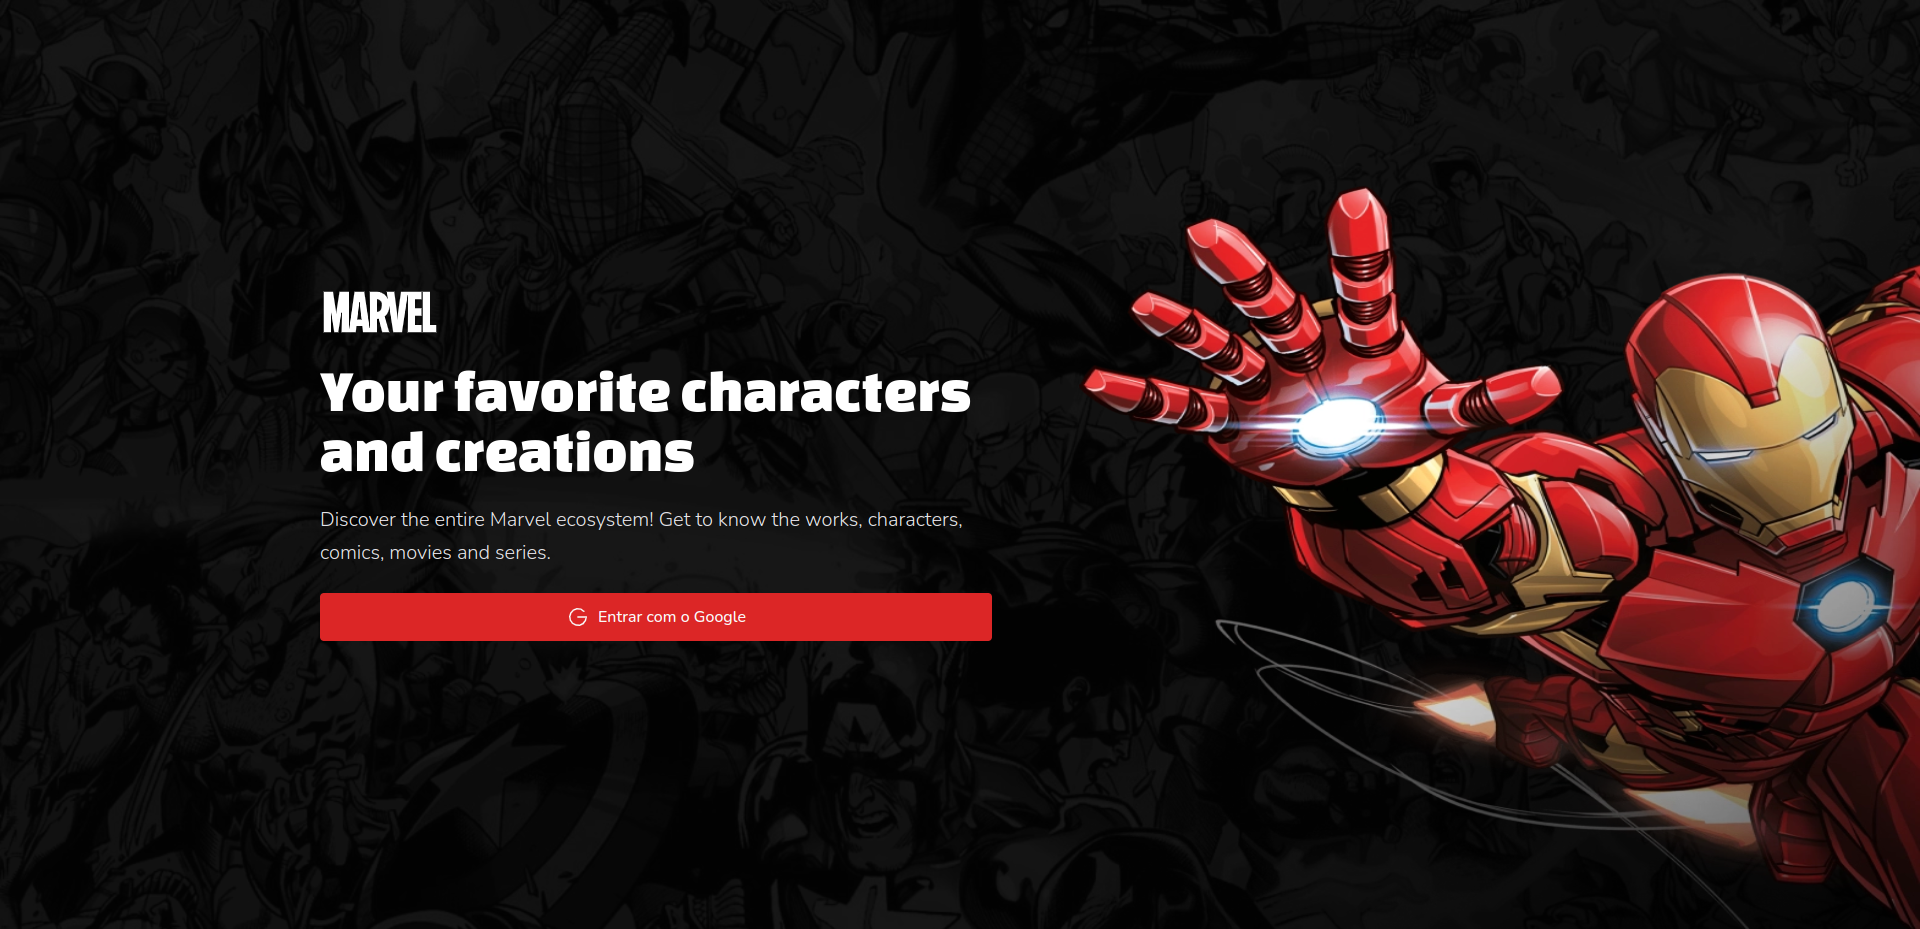 MARVEL
Your favorite characters
and creations
Discover the entire Marvel ecosystem! Get to know the works, characters,
comics, movies and series.
Entrar com o Google